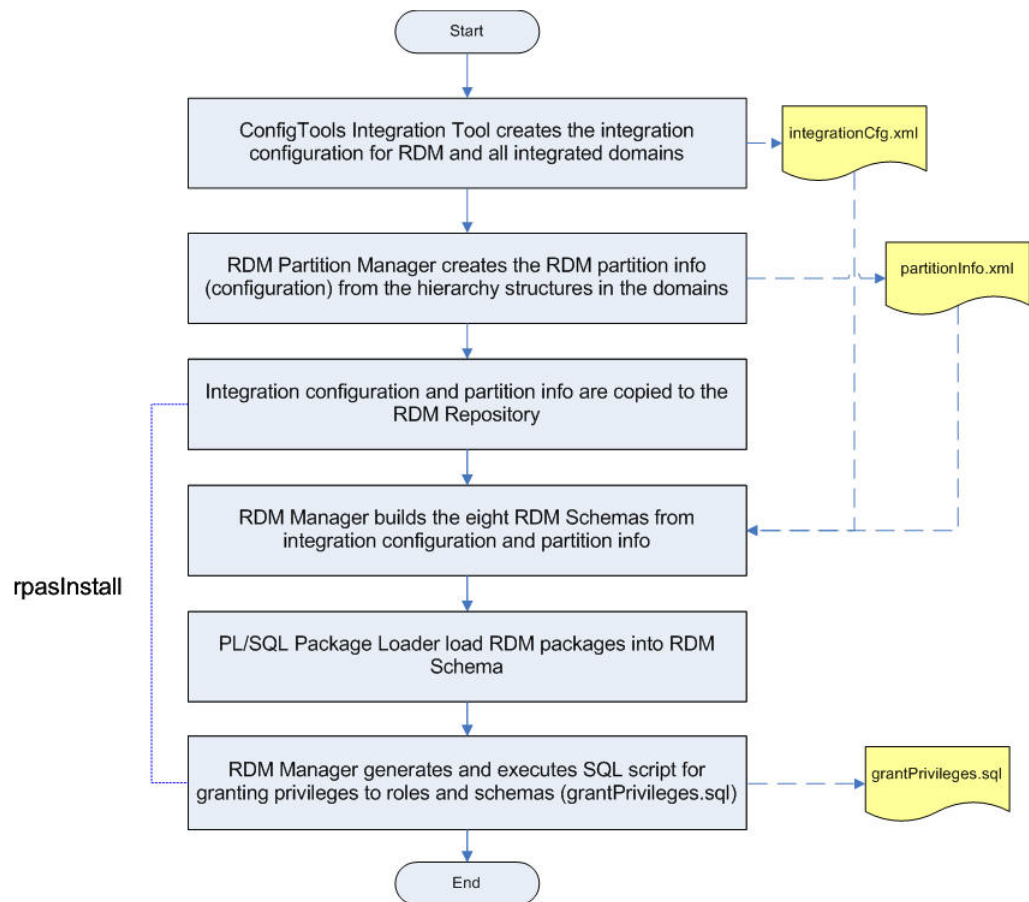 Start
ConfigTools Integration Tool creates the integration
configuration for RDM and all integrated domains
integrationCfg.xml
RDM Partition Manager creates the RDM partition info
(configuration) from the hierarchy structures in the domains
partitionInfo.xml
Integration configuration and partition info are copied to the
RDM Repository
RDM Manager builds the eight RDM Schemas from
integration configuration and partition info
rpasInstall
PL/SQL Package Loader load RDM packages into RDM
Schema
RDM Manager generates and executes SQL script for
granting privileges to roles and schemas (grantPrivileges.sql)
grantPrivileges.sql
End